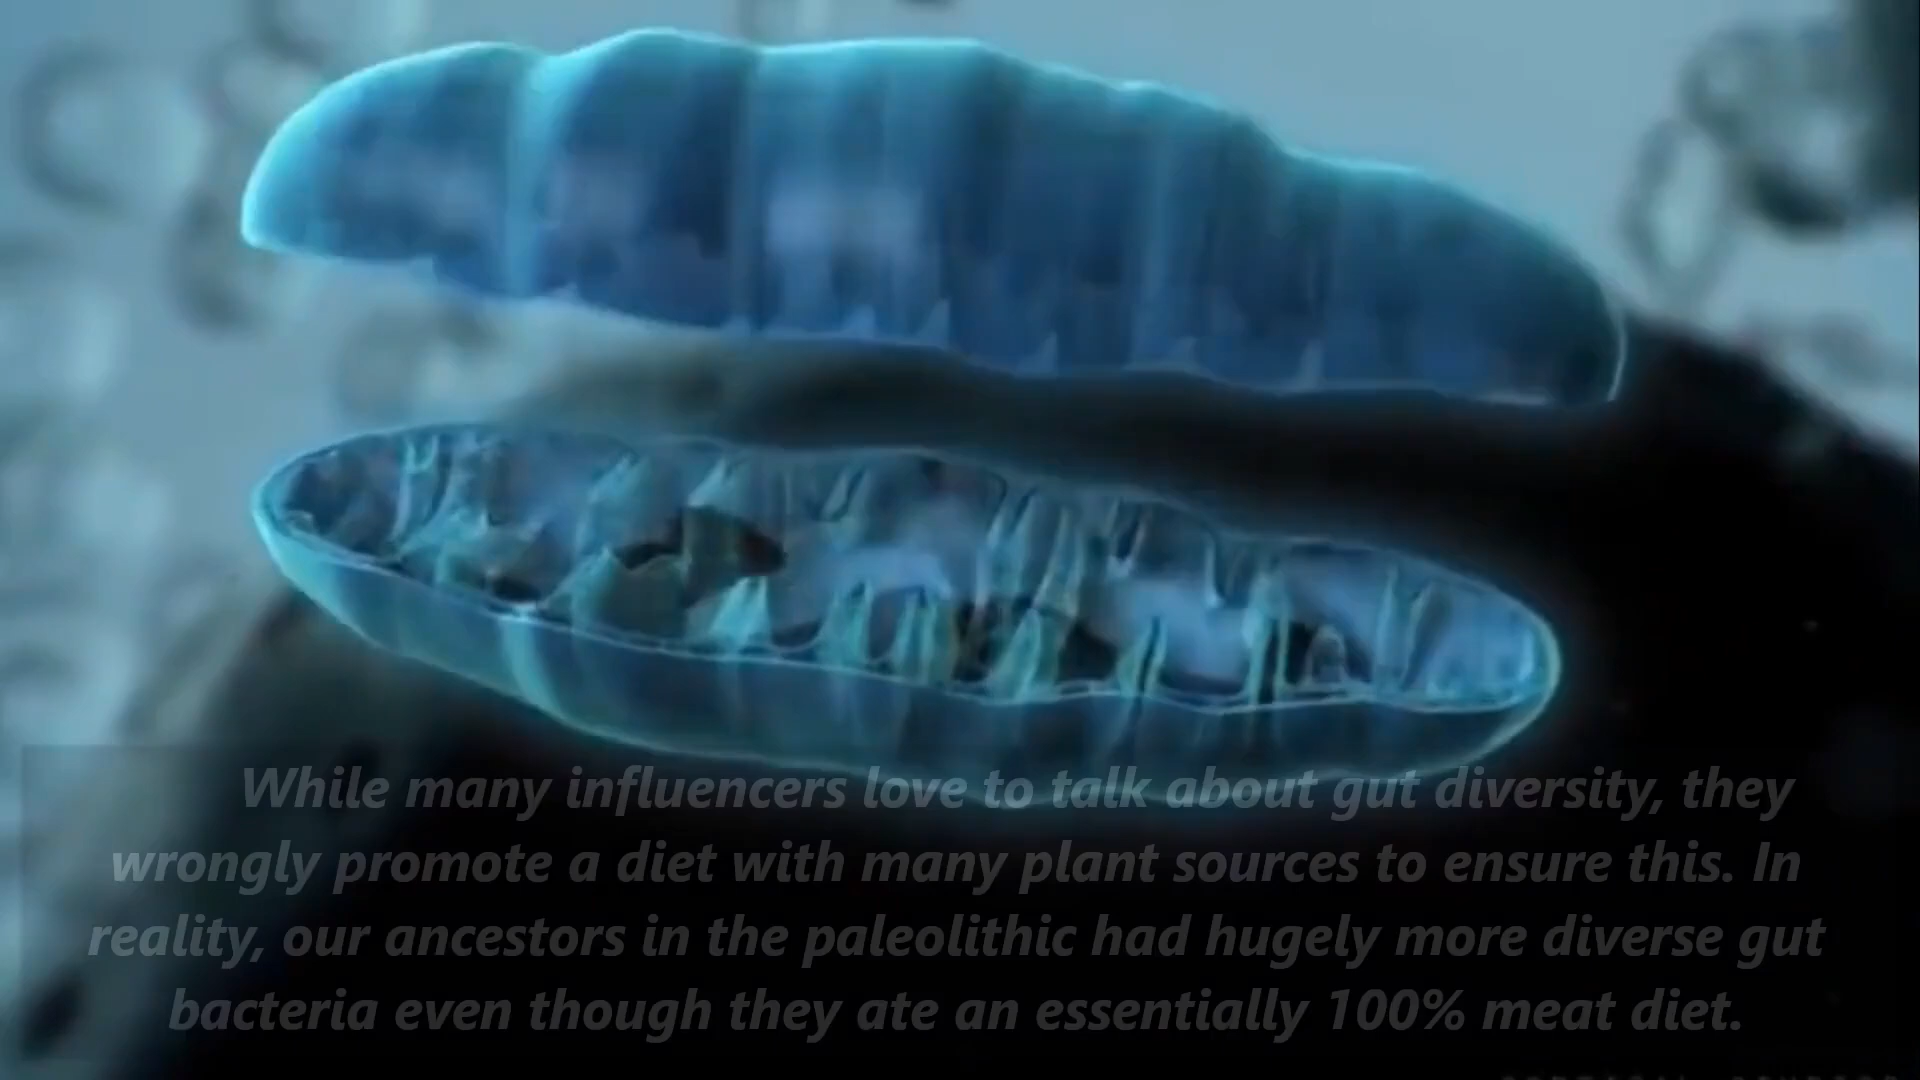 While many influencers love to talk about gut diversity, they
wrongly promote a diet with many plant sources to ensure this. In
reality, our ancestors in the paleolithic had hugely more diverse gut
bacteria even though they ate an essentially 100% meat diet.